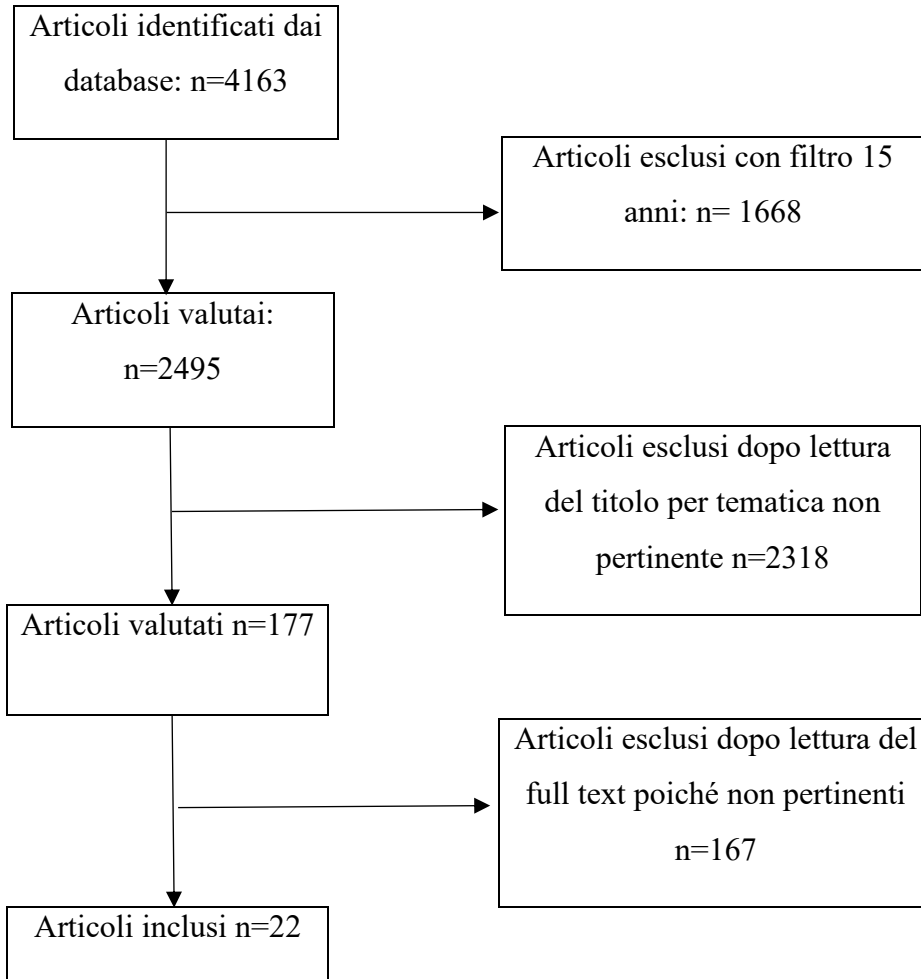 Articoli identificati dai
database: n=4163
Articoli esclusi con filtro 15
anni: n= 1668
Articoli valutai:
n=2495
Articoli esclusi dopo lettura
del titolo per tematica non
pertinente n=2318
Articoli valutati n=177
Articoli esclusi dopo lettura del
full text poiché non pertinenti
n=167
Articoli inclusi n=22